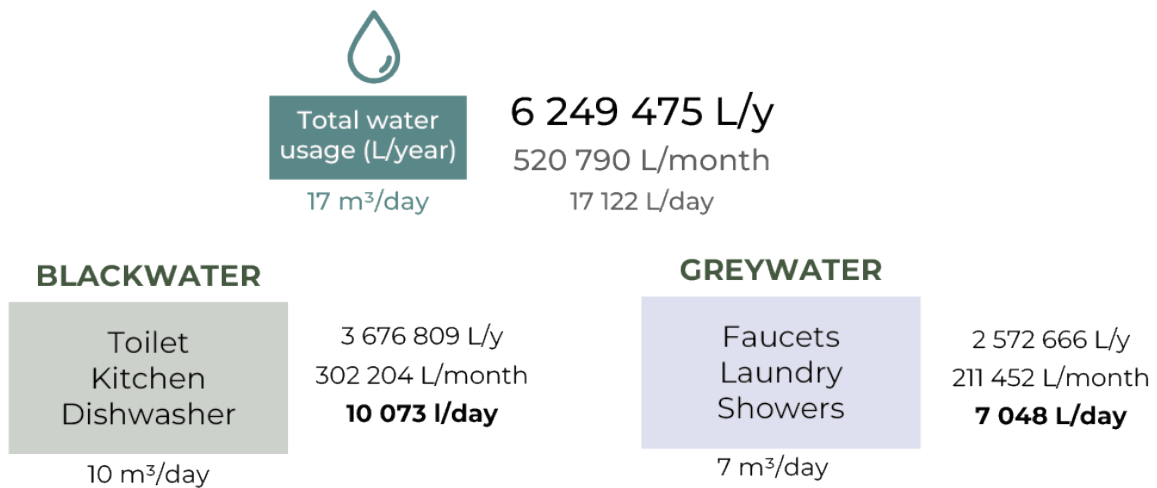 Total water
usage (L/year)
17 m³/day
6 249 475 L/y
520 790 L/month
17 122 L/day
BLACKWATER
Toilet
Kitchen
Dishwasher
10 m³/day
3 676 809 L/y
302 204 L/month
10 073 l/day
GREYWATER
Faucets
Laundry
Showers
7 m³/day
2 572 666 L/y
211 452 L/month
7 048 L/day